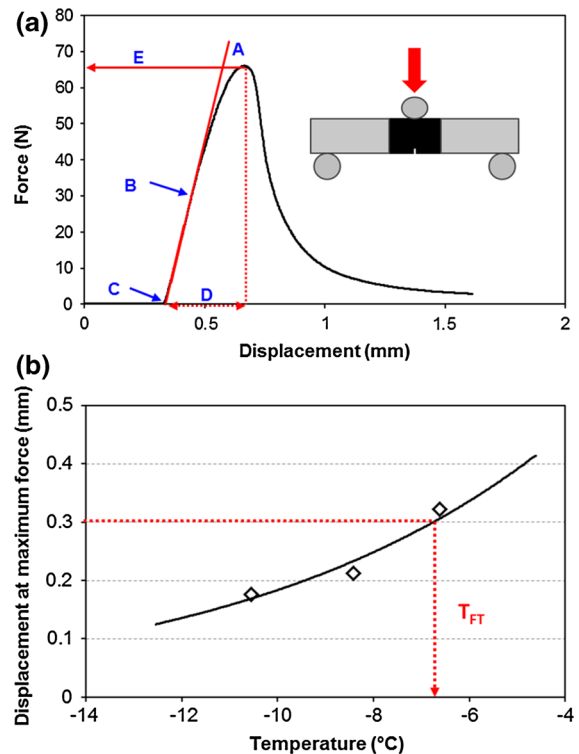 (a)
80
70
60
50
40
30
20
10
0
Force (N)
E
A
B
C
D
0
0.5
1
1.5
2
Displacement (mm)
(b)
0.5
0.4
0.3
0.2
0.1
0
Displacement at maximum force (mm)
TFT
-14
-12
-10
-8
-6
-4
Temperature (°C)